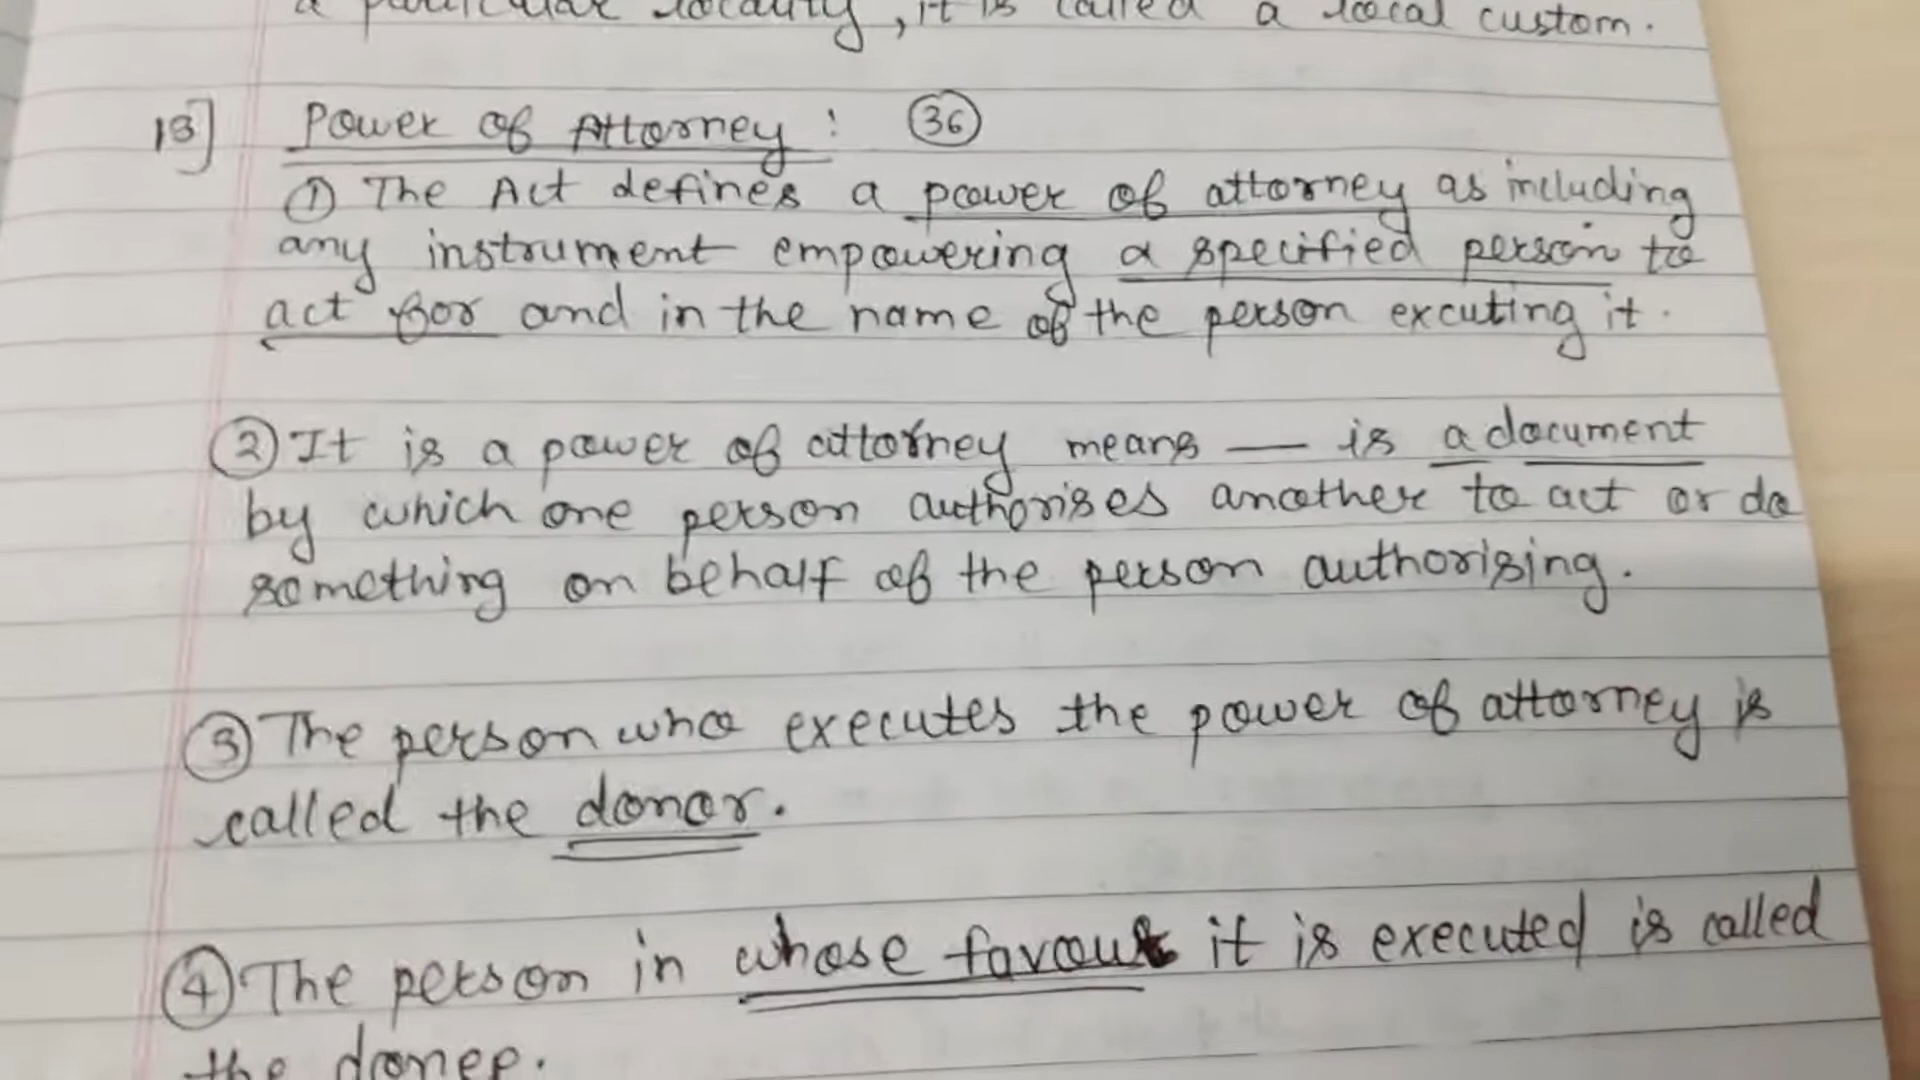 a particular locality, it is called a local custom.
13] Power of Attorney : 36
① The Act defines a power of attorney as including
any instrument empowering a specified person to
act for and in the name of the person excuting it.
② It is a power of attorney means — is a document
by which one person authorises another to act or do
something on behalf of the person authorising.
③ The person who executes the power of attorney is
called the donor.
④ The person in whose favour it is executed is called
the donee.